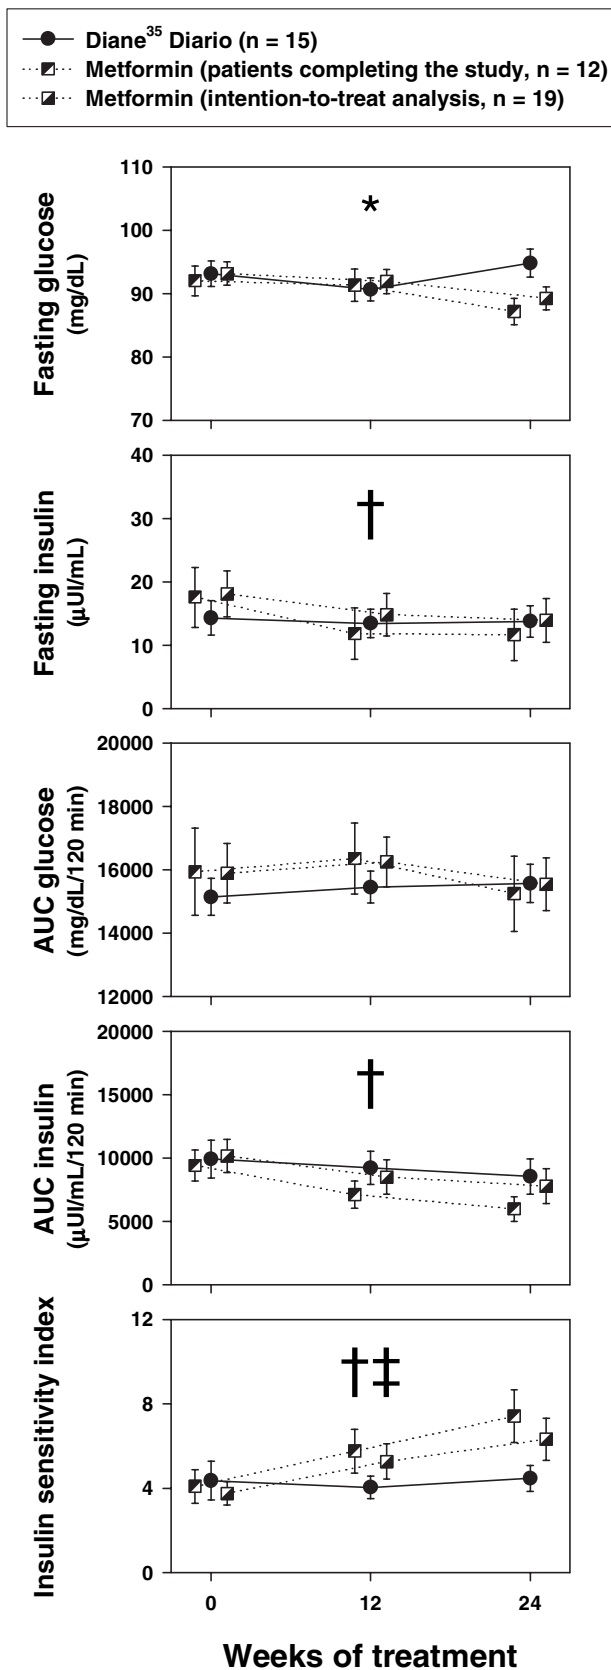 Diane³⁵ Diario (n = 15)
Metformin (patients completing the study, n = 12)
Metformin (intention-to-treat analysis, n = 19)
Fasting glucose
(mg/dL)
110
100
90
80
70
*
Fasting insulin
(μUI/mL)
40
30
20
10
0
†
AUC glucose
(mg/dL/120 min)
20000
18000
16000
14000
12000
AUC insulin
(μUI/mL/120 min)
20000
15000
10000
5000
0
†
Insulin sensitivity index
12
8
4
0
†‡
0 12 24
Weeks of treatment